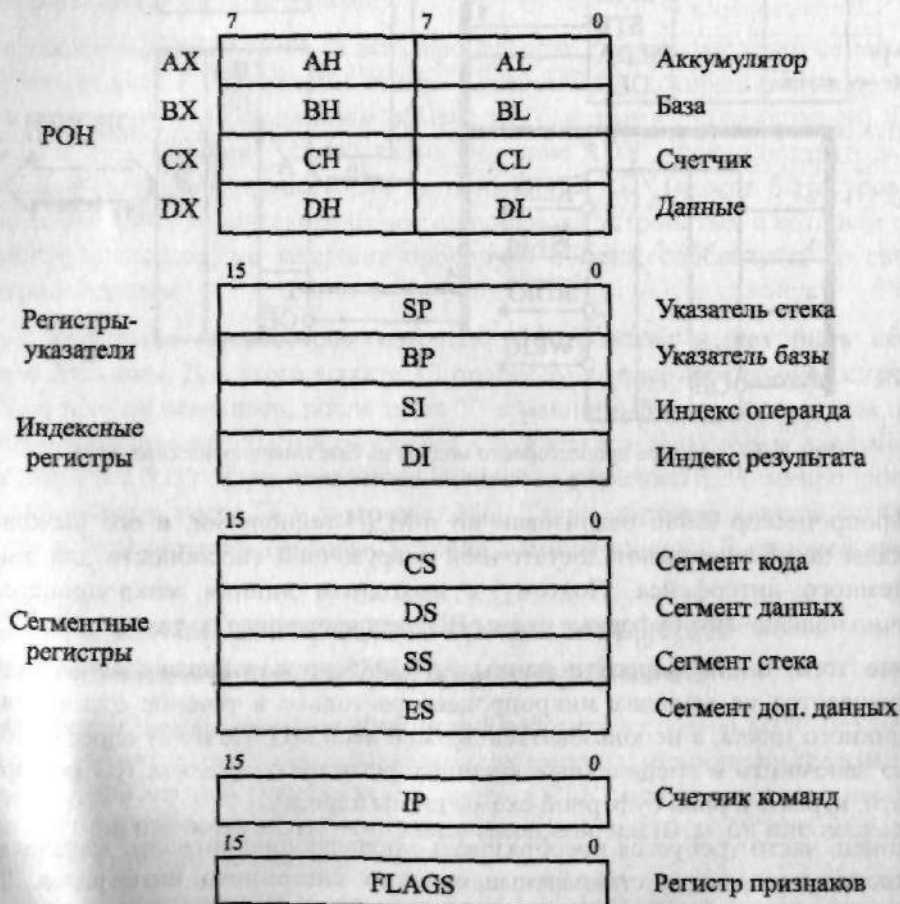 7 7 0
AX AH AL Аккумулятор
BX BH BL База
РОН
CX CH CL Счетчик
DX DH DL Данные
15 0
SP Указатель стека
Регистры-
указатели
BP Указатель базы
SI Индекс операнда
Индексные
регистры
DI Индекс результата
15 0
CS Сегмент кода
DS Сегмент данных
Сегментные
регистры
SS Сегмент стека
ES Сегмент доп. данных
15 0
IP Счетчик команд
15 0
FLAGS Регистр признаков